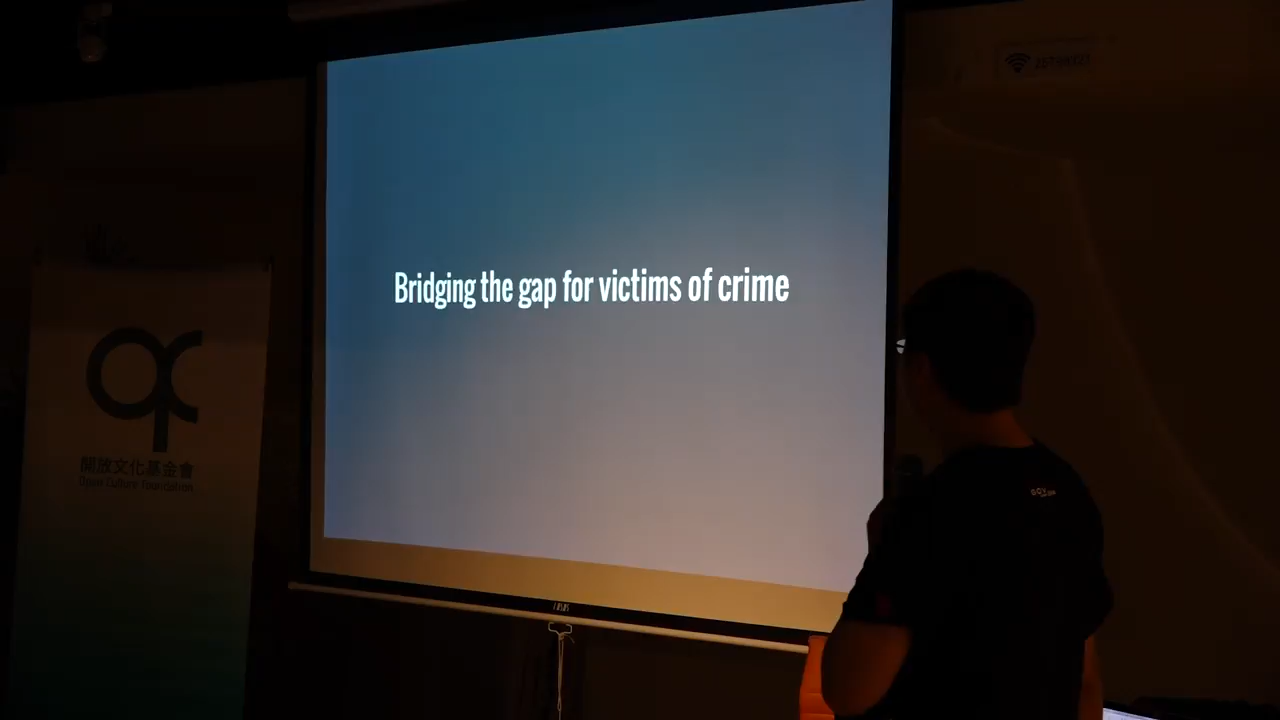 Bridging the gap for victims of crime
開放文化基金會
Open Culture Foundation